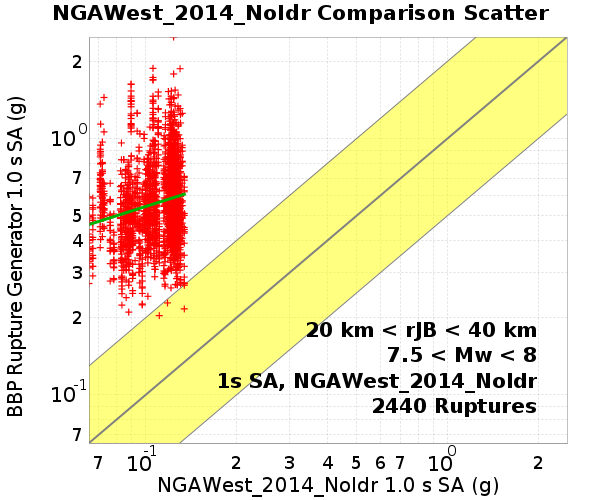 NGAWest_2014_NoIdr Comparison Scatter
BBP Rupture Generator 1.0 s SA (g)
2
10^0
7
5
4
3
2
10^-1
7
20 km < rJB < 40 km
7.5 < Mw < 8
1s SA, NGAWest_2014_NoIdr
2440 Ruptures
7 10^-1 2 3 4 5 6 7 10^0 2
NGAWest_2014_NoIdr 1.0 s SA (g)